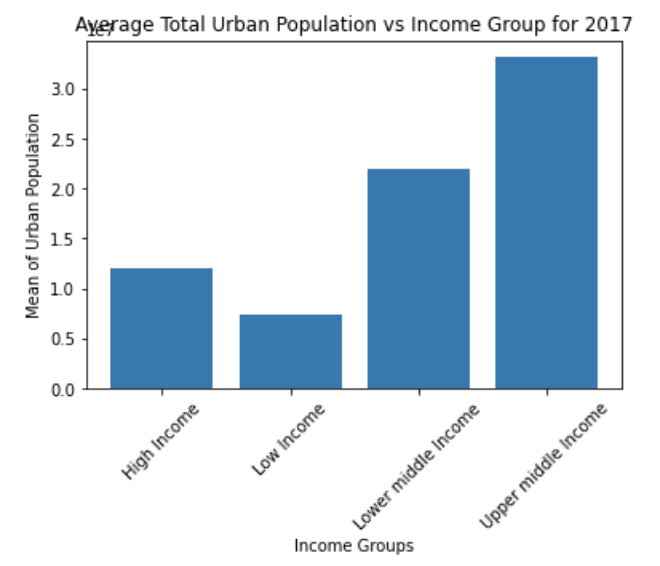 Average Total Urban Population vs Income Group for 2017
1e7
3.0
2.5
2.0
1.5
1.0
0.5
0.0
Mean of Urban Population
High Income
Low Income
Lower middle Income
Upper middle Income
Income Groups